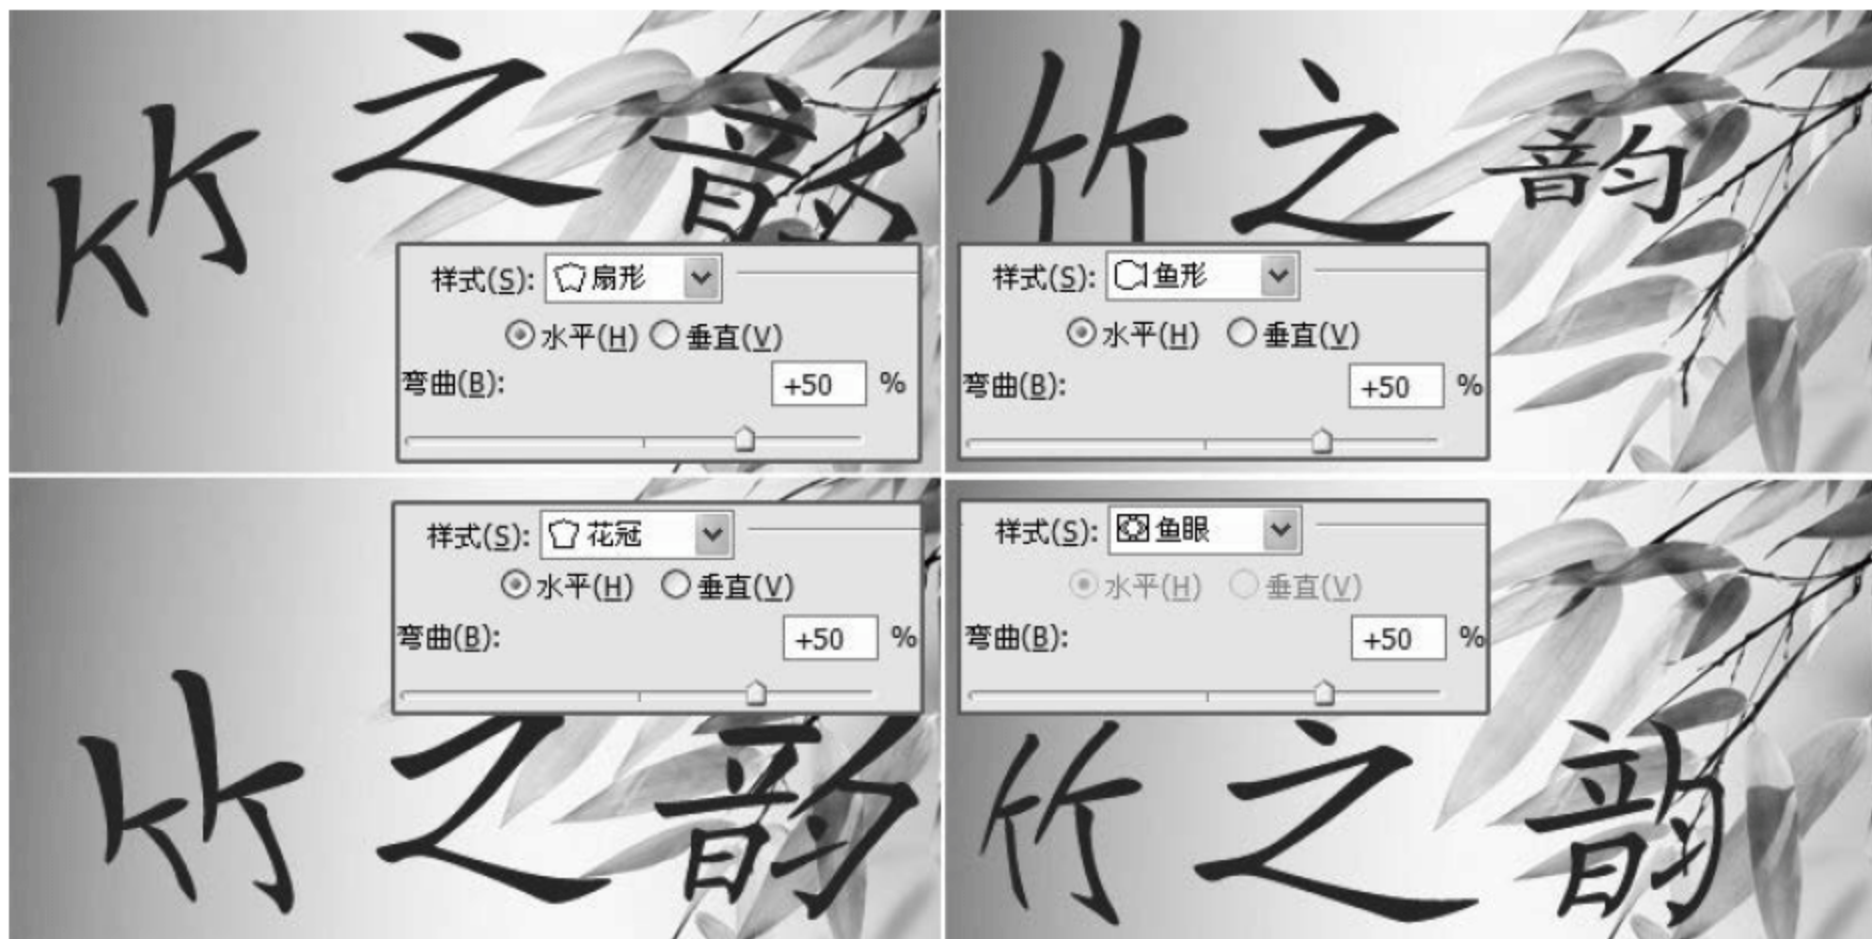 竹之韵
样式(S): 扇形
水平(H) 垂直(V)
弯曲(B): +50 %
竹之韵
样式(S): 鱼形
水平(H) 垂直(V)
弯曲(B): +50 %
样式(S): 花冠
水平(H) 垂直(V)
弯曲(B): +50 %
竹之韵
样式(S): 鱼眼
水平(H) 垂直(V)
弯曲(B): +50 %
竹之韵